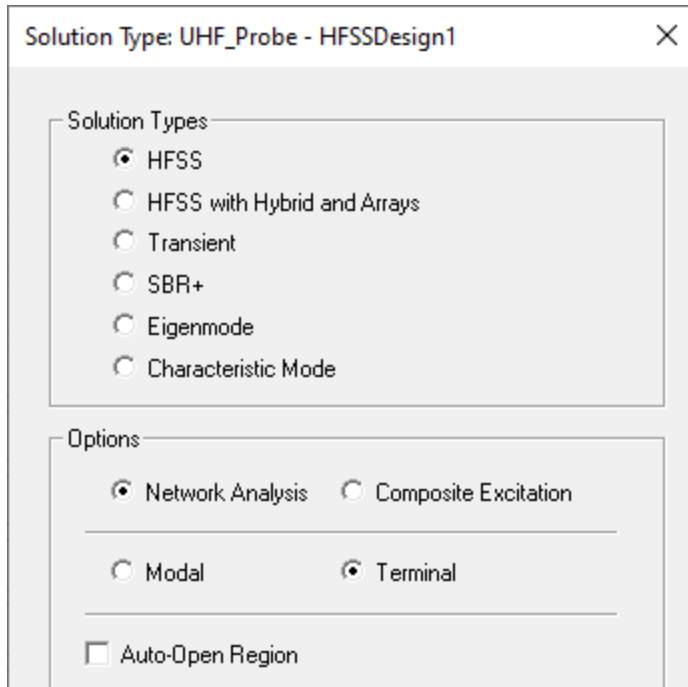 Solution Type: UHF_Probe - HFSSDesign1
Solution Types
HFSS
HFSS with Hybrid and Arrays
Transient
SBR+
Eigenmode
Characteristic Mode
Options
Network Analysis Composite Excitation
Modal Terminal
Auto-Open Region